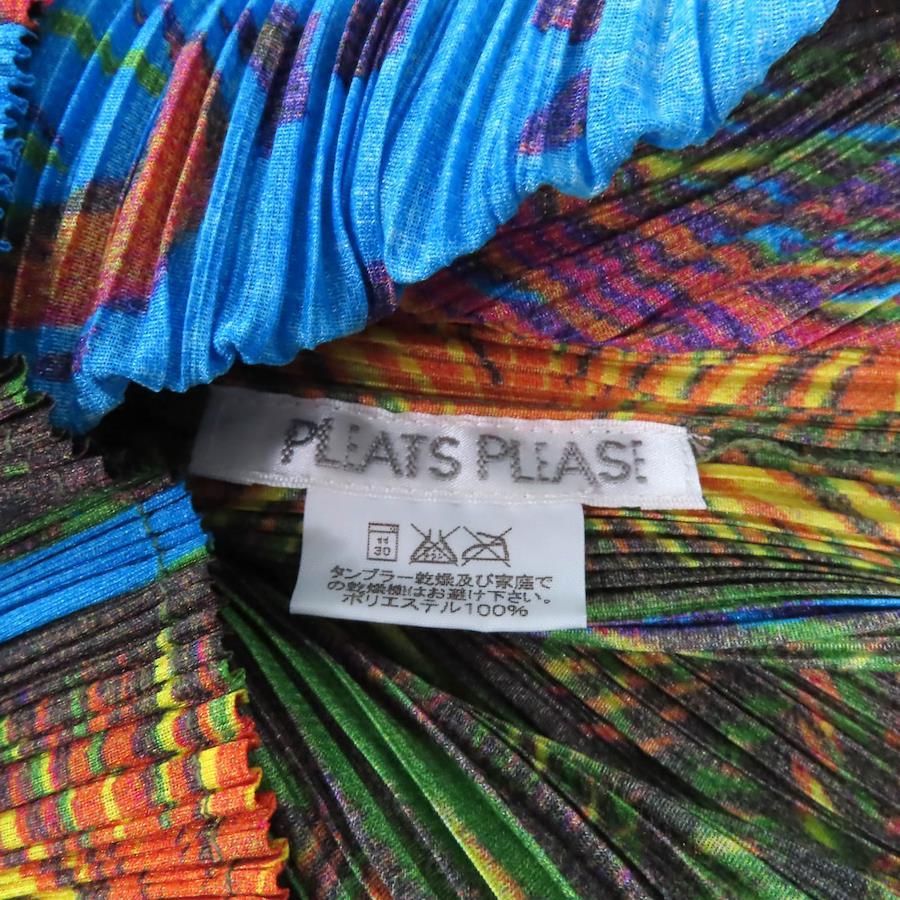 PLEATS PLEASE
11
30
タンブラー乾燥及び家庭で
の乾燥機はお避け下さい。
ポリエステル100%